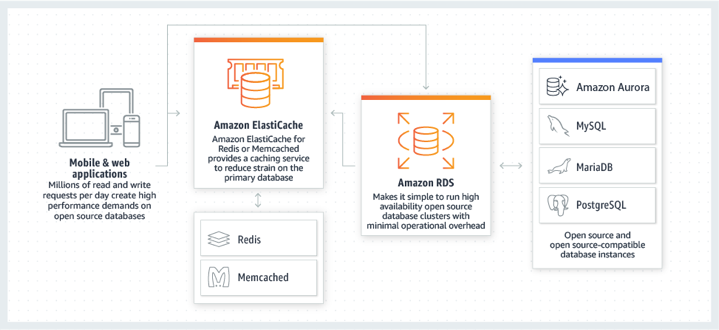 Mobile & web
applications
Millions of read and write
requests per day create high
performance demands on
open source databases
Amazon ElastiCache
Amazon ElastiCache for
Redis or Memcached
provides a caching service
to reduce strain on the
primary database
Redis
Memcached
Amazon RDS
Makes it simple to run high
availability open source
database clusters with
minimal operational overhead
Amazon Aurora
MySQL
MariaDB
PostgreSQL
Open source and
open source-compatible
database instances